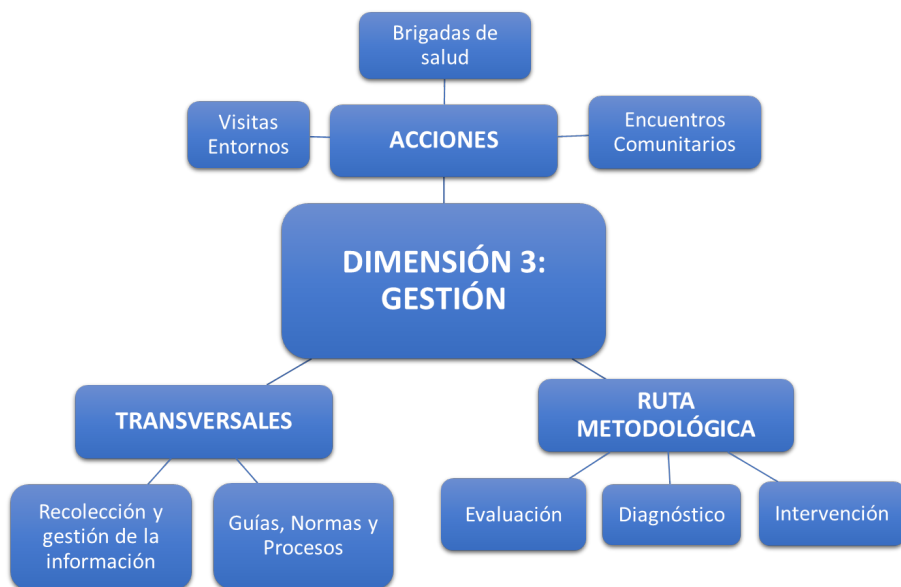 Brigadas de
salud
Visitas
Entornos
ACCIONES
Encuentros
Comunitarios
DIMENSIÓN 3:
GESTIÓN
TRANSVERSALES
RUTA
METODOLÓGICA
Recolección y
gestión de la
información
Guías, Normas y
Procesos
Evaluación
Diagnóstico
Intervención